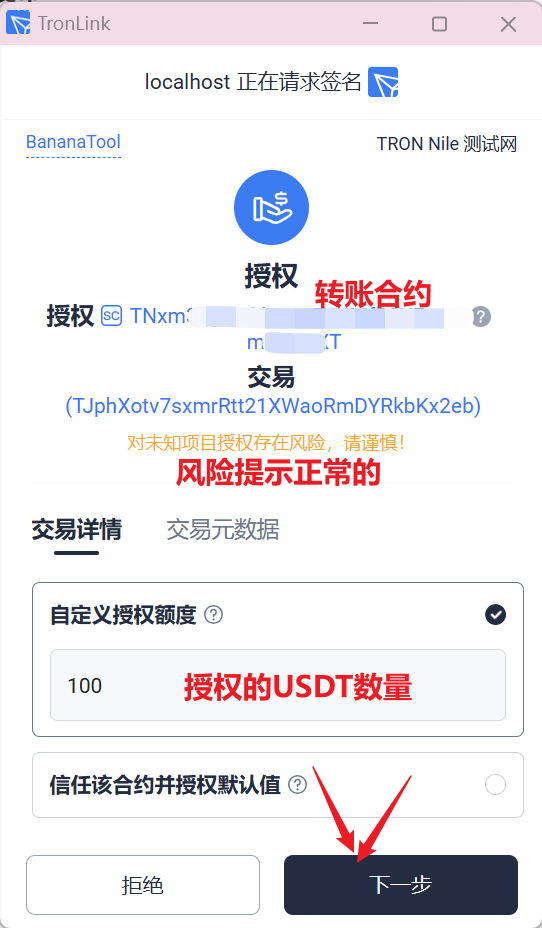 TronLink
localhost 正在请求签名
BananaTool
TRON Nile 测试网
授权
转账合约
授权 SC TNxm
?
m XT
交易
(TJphXotv7sxmrRtt21XWaoRmDYRkbKx2eb)
对未知项目授权存在风险，请谨慎！
风险提示正常的
交易详情 交易元数据
自定义授权额度 ?
100 授权的USDT数量
信任该合约并授权默认值 ?
拒绝 下一步